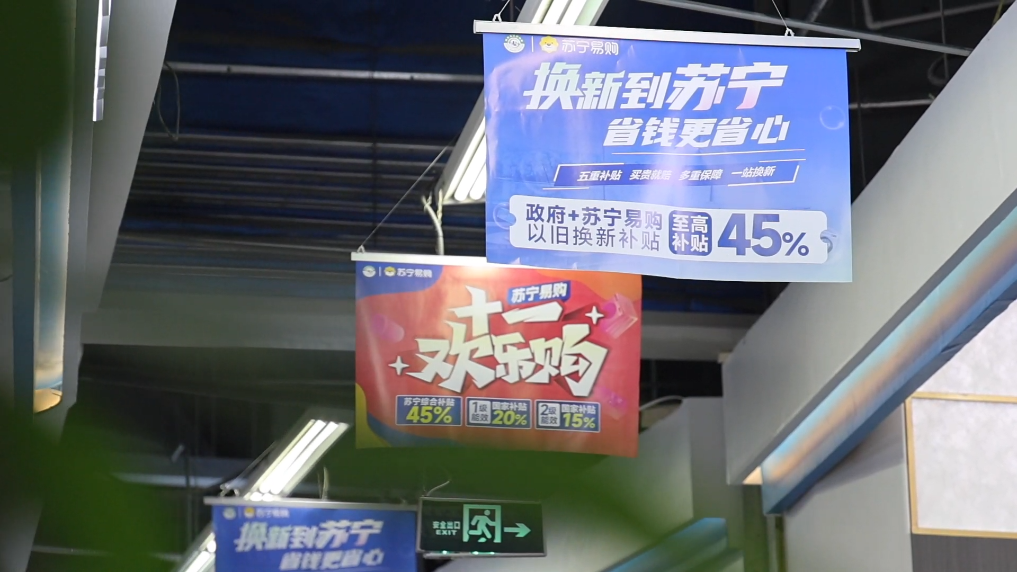 苏宁易购
换新到苏宁
省钱更省心
五重补贴 买贵就赔 多重保障 一站换新
政府+苏宁易购
以旧换新补贴
至高
补贴
45%
苏宁易购
苏宁易购
十一
欢乐购
苏宁综合补贴
45%
1级
能效
国家补贴
20%
2级
能效
国家补贴
15%
换新到苏宁
省钱更省心
安全出口
EXIT